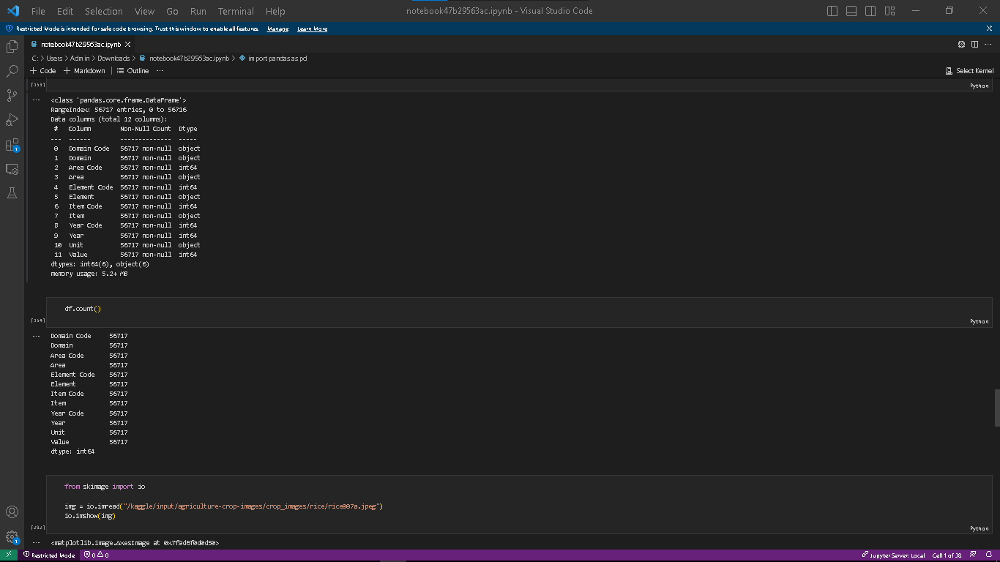 File Edit Selection View Go Run Terminal Help notebook47b29563ac.ipynb - Visual Studio Code
Restricted Mode is intended for safe code browsing. Trust this window to enable all features. Manage Learn More
notebook47b29563ac.ipynb
C: > Users > Admin > Downloads > notebook47b29563ac.ipynb > import pandas as pd
+ Code + Markdown Outline ... Select Kernel
Python
<class 'pandas.core.frame.DataFrame'>
RangeIndex: 56717 entries, 0 to 56716
Data columns (total 12 columns):
# Column Non-Null Count Dtype
--- ------ -------------- -----
0 Domain Code 56717 non-null object
1 Domain 56717 non-null object
2 Area Code 56717 non-null int64
3 Area 56717 non-null object
4 Element Code 56717 non-null int64
5 Element 56717 non-null object
6 Item Code 56717 non-null int64
7 Item 56717 non-null object
8 Year Code 56717 non-null int64
9 Year 56717 non-null int64
10 Unit 56717 non-null object
11 Value 56717 non-null int64
dtypes: int64(6), object(6)
memory usage: 5.2+ MB
df.count()
Python
Domain Code 56717
Domain 56717
Area Code 56717
Area 56717
Element Code 56717
Element 56717
Item Code 56717
Item 56717
Year Code 56717
Year 56717
Unit 56717
Value 56717
dtype: int64
from skimage import io
img = io.imread("/kaggle/input/agriculture-crop-images/crop_images/rice/rice007a.jpeg")
io.imshow(img)
[292] Python
<matplotlib.image.AxesImage at 0x7f9d6f0d0d50>
Restricted Mode 0 0 Jupyter Server: Local Cell 1 of 38